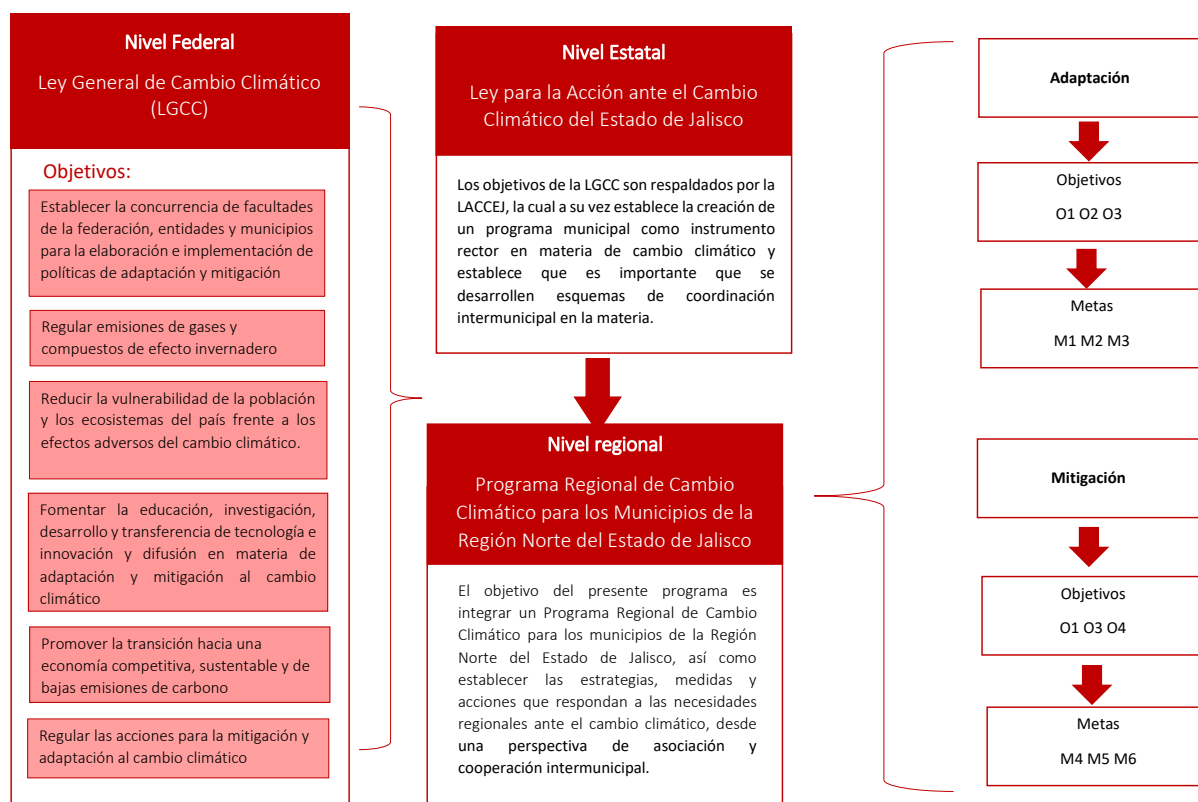 Nivel Federal
Ley General de Cambio Climático
(LGCC)
Objetivos:
Establecer la concurrencia de facultades
de la federación, entidades y municipios
para la elaboración e implementación de
políticas de adaptación y mitigación
Regular emisiones de gases y
compuestos de efecto invernadero
Reducir la vulnerabilidad de la población
y los ecosistemas del país frente a los
efectos adversos del cambio climático.
Fomentar la educación, investigación,
desarrollo y transferencia de tecnología e
innovación y difusión en materia de
adaptación y mitigación al cambio
climático
Promover la transición hacia una
economía competitiva, sustentable y de
bajas emisiones de carbono
Regular las acciones para la mitigación y
adaptación al cambio climático
Nivel Estatal
Ley para la Acción ante el Cambio
Climático del Estado de Jalisco
Los objetivos de la LGCC son respaldados por la
LACCEJ, la cual a su vez establece la creación de
un programa municipal como instrumento
rector en materia de cambio climático y
establece que es importante que se
desarrollen esquemas de coordinación
intermunicipal en la materia.
Nivel regional
Programa Regional de Cambio
Climático para los Municipios de la
Región Norte del Estado de Jalisco
El objetivo del presente programa es
integrar un Programa Regional de Cambio
Climático para los municipios de la Región
Norte del Estado de Jalisco, así como
establecer las estrategias, medidas y
acciones que respondan a las necesidades
regionales ante el cambio climático, desde
una perspectiva de asociación y
cooperación intermunicipal.
Adaptación
Objetivos
O1 O2 O3
Metas
M1 M2 M3
Mitigación
Objetivos
O1 O3 O4
Metas
M4 M5 M6